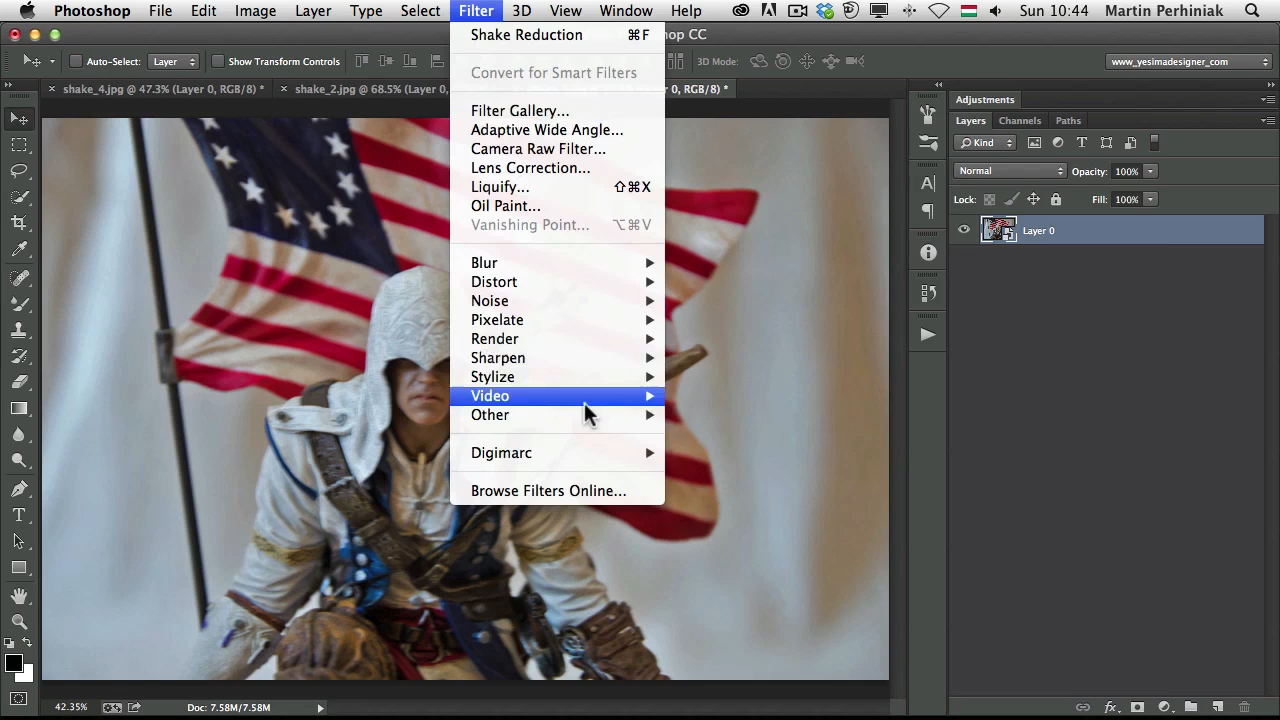 Photoshop File Edit Image Layer Type Select Filter 3D View Window Help Sun 10:44 Martin Perhiniak
Shake Reduction ⌘F
hop CC
Auto-Select: Layer Show Transform Controls
3D Mode:
www_yesimadesigner_com
Convert for Smart Filters
shake_4.jpg @ 47.3% (Layer 0, RGB/8) *
shake_2.jpg @ 68.5% (Layer 0,
0, RGB/8) *
Filter Gallery...
Adaptive Wide Angle...
Camera Raw Filter...
Lens Correction...
Liquify... ⇧⌘X
Oil Paint...
Vanishing Point... ⌥⌘V
Blur
Distort
Noise
Pixelate
Render
Sharpen
Stylize
Video
Other
Digimarc
Browse Filters Online...
Adjustments
Layers Channels Paths
Kind
Normal Opacity: 100%
Lock: Fill: 100%
Layer 0
42.35% Doc: 7.58M/7.58M